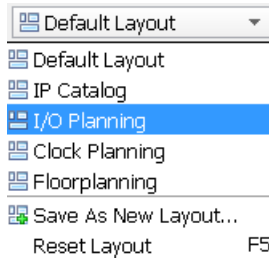 Default Layout
Default Layout
IP Catalog
I/O Planning
Clock Planning
Floorplanning
Save As New Layout...
Reset Layout F5